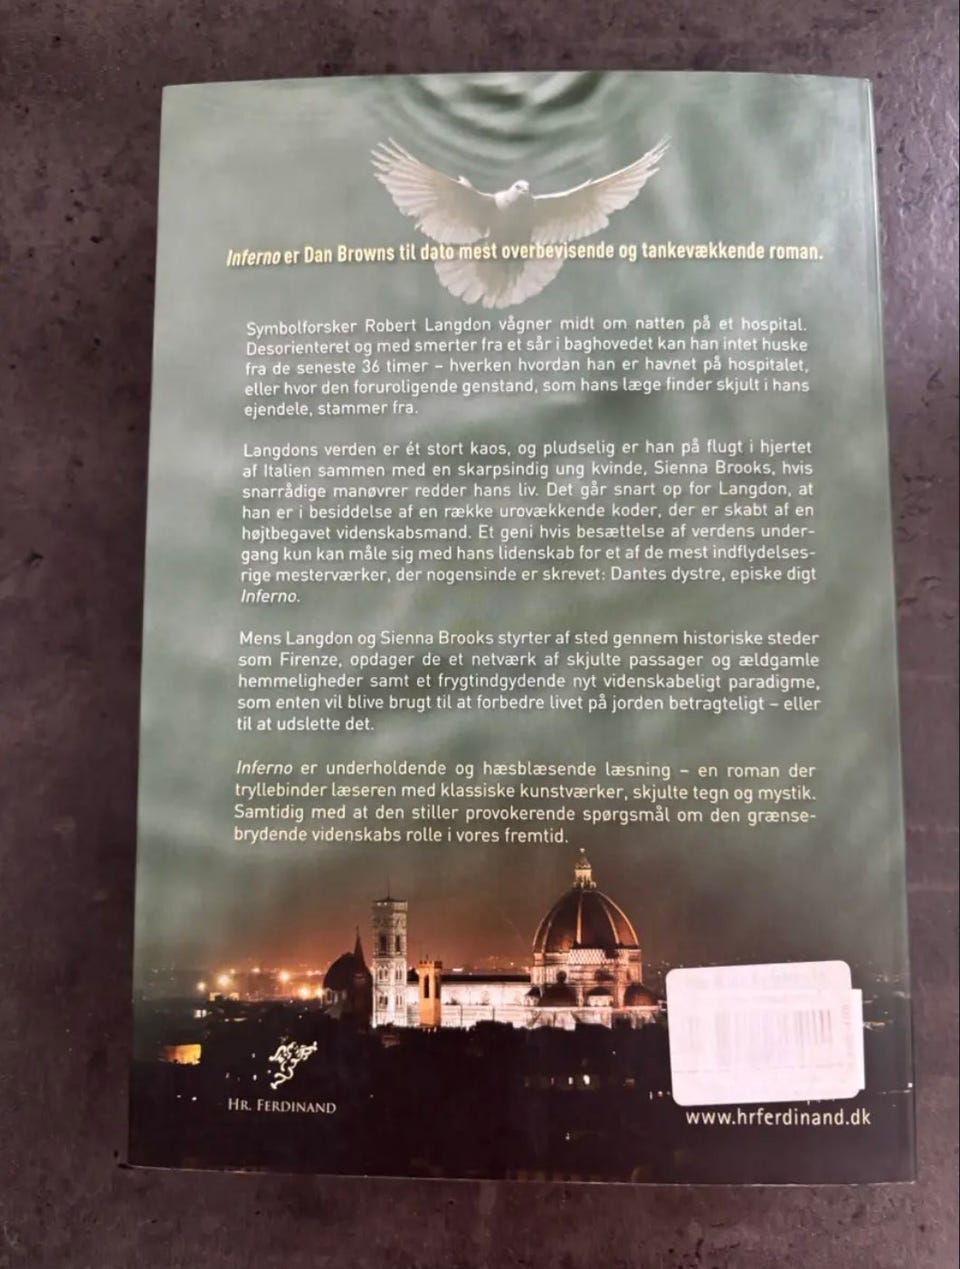 Inferno er Dan Browns til dato mest overbevisende og tankevækkende roman.
Symbolforsker Robert Langdon vågner midt om natten på et hospital.
Desorienteret og med smerter fra et sår i baghovedet kan han intet huske
fra de seneste 36 timer – hverken hvordan han er havnet på hospitalet,
eller hvor den foruroligende genstand, som hans læge finder skjult i hans
ejendele, stammer fra.
Langdons verden er ét stort kaos, og pludselig er han på flugt i hjertet
af Italien sammen med en skarpsindig ung kvinde, Sienna Brooks, hvis
snarrådige manøvrer redder hans liv. Det går snart op for Langdon, at
han er i besiddelse af en række urovækkende koder, der er skabt af en
højtbegavet videnskabsmand. Et geni hvis besættelse af verdens under-
gang kun kan måle sig med hans lidenskab for et af de mest indflydelses-
rige mesterværker, der nogensinde er skrevet: Dantes dystre, episke digt
Inferno.
Mens Langdon og Sienna Brooks styrter af sted gennem historiske steder
som Firenze, opdager de et netværk af skjulte passager og ældgamle
hemmeligheder samt et frygtindgydende nyt videnskabeligt paradigme,
som enten vil blive brugt til at forbedre livet på jorden betragteligt – eller
til at udslette det.
Inferno er underholdende og hæsblæsende læsning – en roman der
tryllebinder læseren med klassiske kunstværker, skjulte tegn og mystik.
Samtidig med at den stiller provokerende spørgsmål om den grænse-
brydende videnskabs rolle i vores fremtid.
HR. FERDINAND
www.hrferdinand.dk